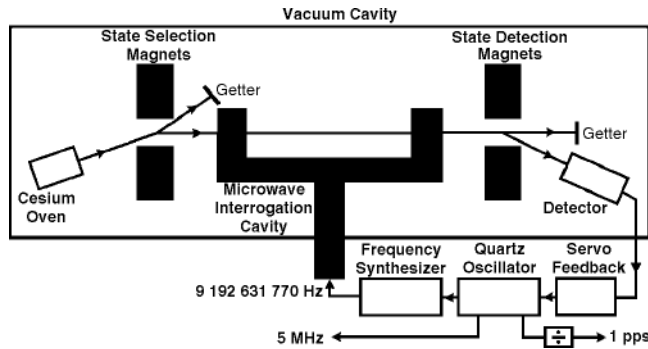 Vacuum Cavity
State Selection
Magnets
State Detection
Magnets
Getter
Getter
Cesium
Oven
Microwave
Interrogation
Cavity
Detector
Frequency
Synthesizer
Quartz
Oscillator
Servo
Feedback
9 192 631 770 Hz
5 MHz
÷
1 pps